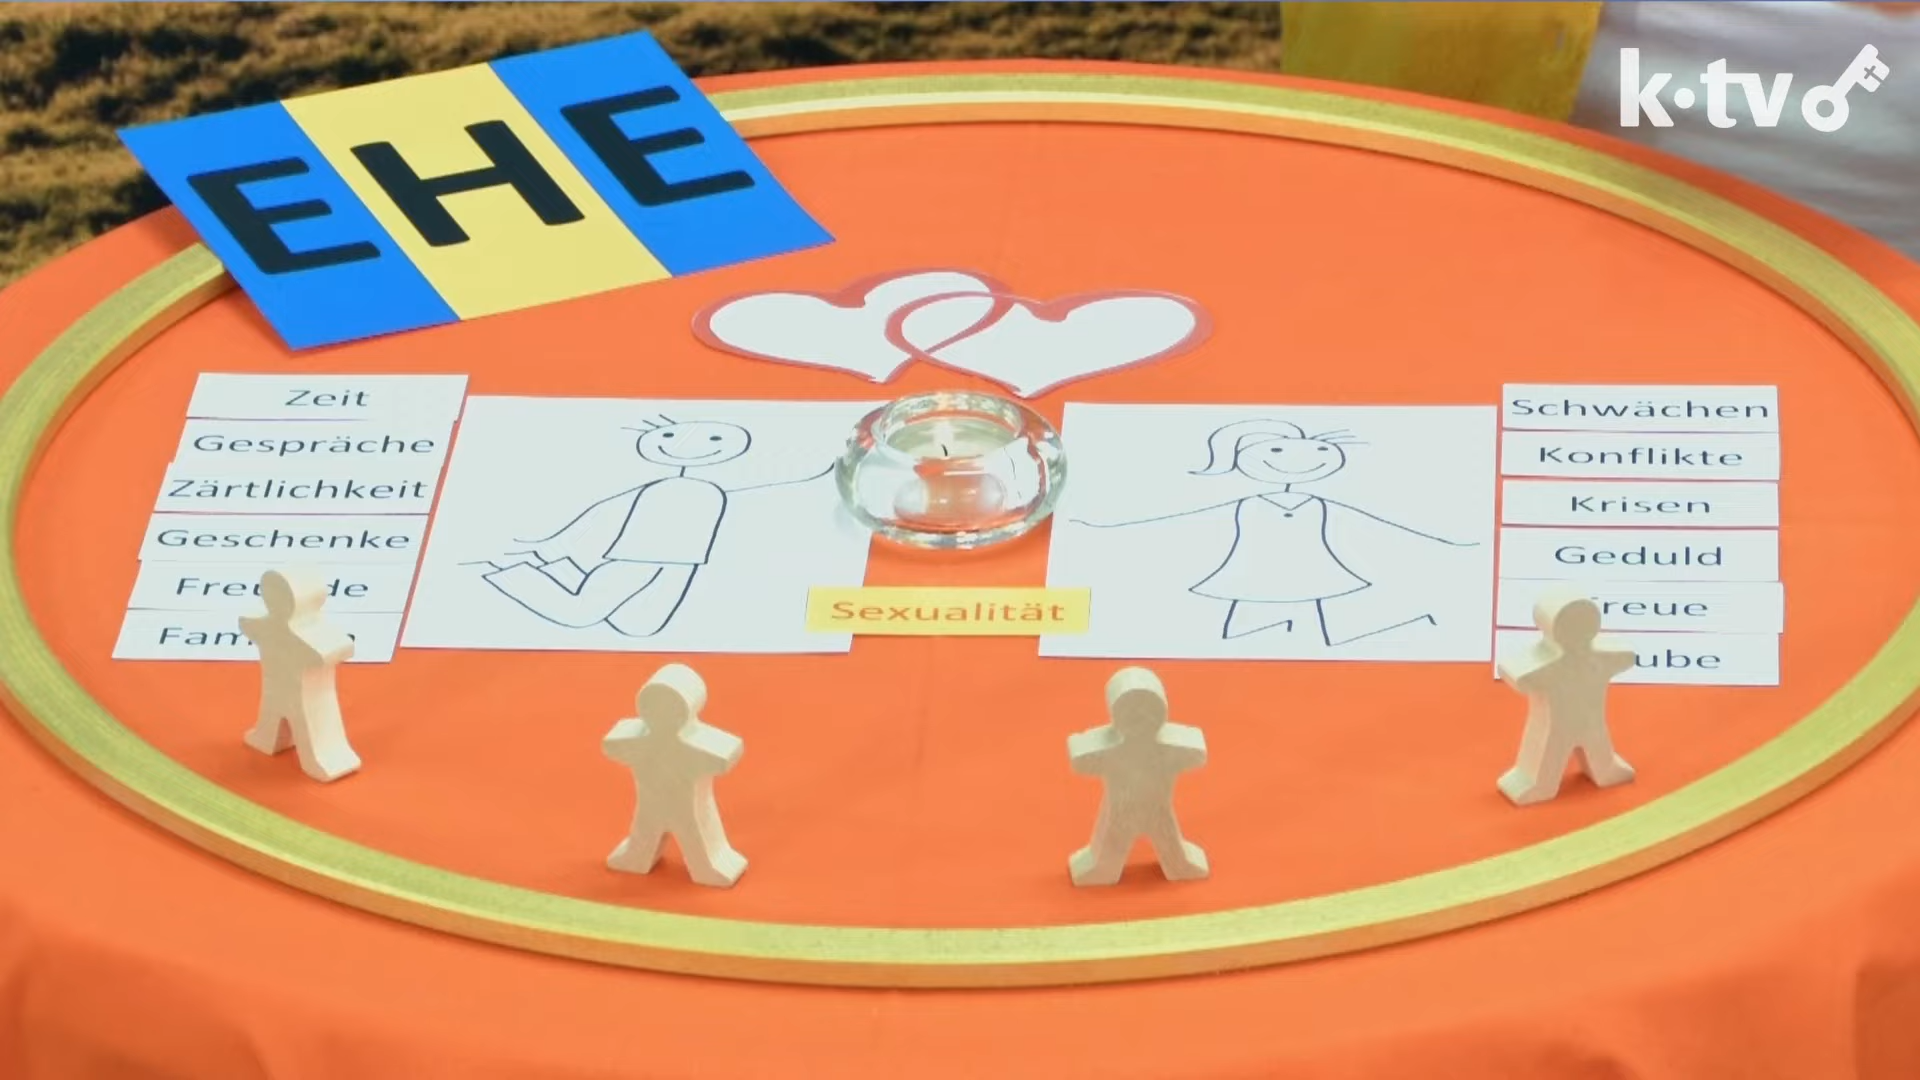 k·tv
EHE
Zeit
Gespräche
Zärtlichkeit
Geschenke
Schwächen
Konflikte
Krisen
Geduld
Sexualität